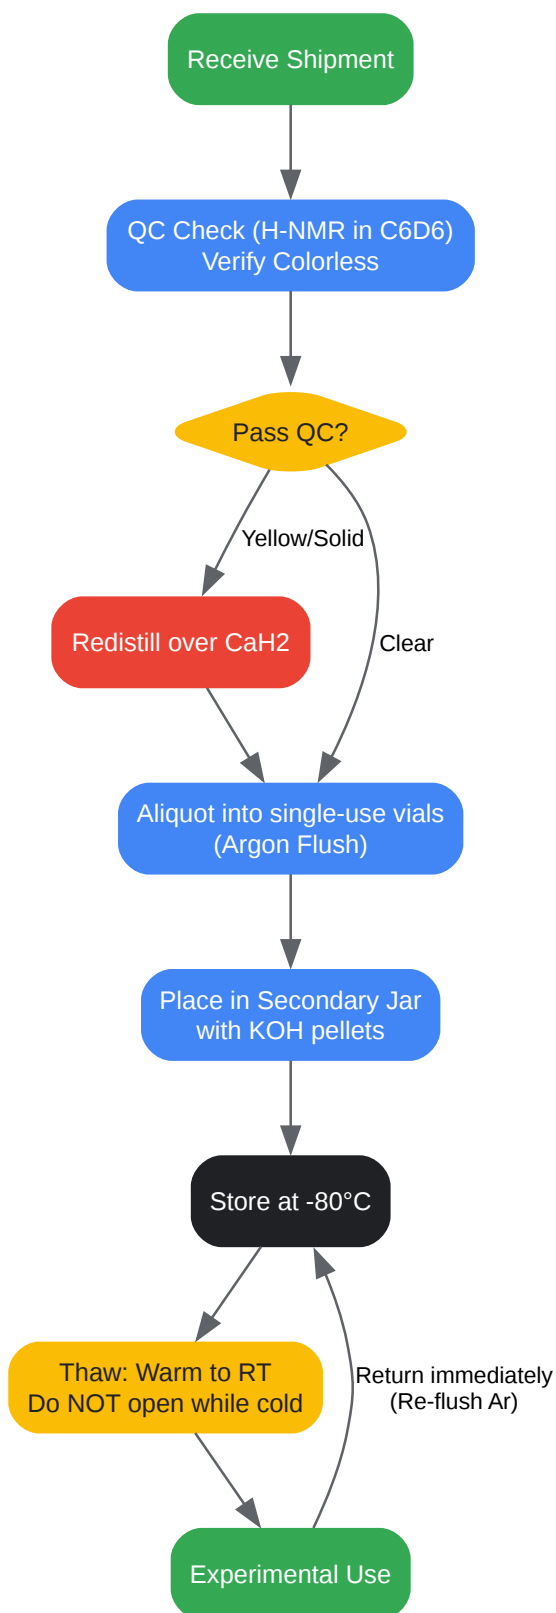 Receive Shipment
QC Check (H-NMR in C6D6)
Verify Colorless
Pass QC?
Yellow/Solid
Redistill over CaH2
Clear
Aliquot into single-use vials
(Argon Flush)
Place in Secondary Jar
with KOH pellets
Store at -80°C
Thaw: Warm to RT
Do NOT open while cold
Return immediately
(Re-flush Ar)
Experimental Use